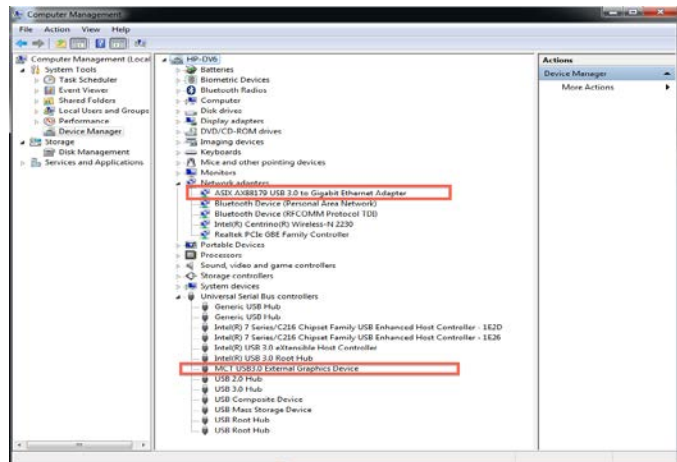 Computer Management
File Action View Help
Computer Management (Local
System Tools
Task Scheduler
Event Viewer
Shared Folders
Local Users and Groups
Performance
Device Manager
Storage
Disk Management
Services and Applications
HP-DV6
Batteries
Biometric Devices
Bluetooth Radios
Computer
Disk drives
Display adapters
DVD/CD-ROM drives
Imaging devices
Keyboards
Mice and other pointing devices
Monitors
Network adapters
ASIX AX88179 USB 3.0 to Gigabit Ethernet Adapter
Bluetooth Device (Personal Area Network)
Bluetooth Device (RFCOMM Protocol TDI)
Intel(R) Centrino(R) Wireless-N 2230
Realtek PCIe GBE Family Controller
Portable Devices
Processors
Sound, video and game controllers
Storage controllers
System devices
Universal Serial Bus controllers
Generic USB Hub
Generic USB Hub
Intel(R) 7 Series/C216 Chipset Family USB Enhanced Host Controller - 1E2D
Intel(R) 7 Series/C216 Chipset Family USB Enhanced Host Controller - 1E26
Intel(R) USB 3.0 eXtensible Host Controller
Intel(R) USB 3.0 Root Hub
MCT USB3.0 External Graphics Device
USB 2.0 Hub
USB 3.0 Hub
USB Composite Device
USB Mass Storage Device
USB Root Hub
USB Root Hub
Actions
Device Manager
More Actions